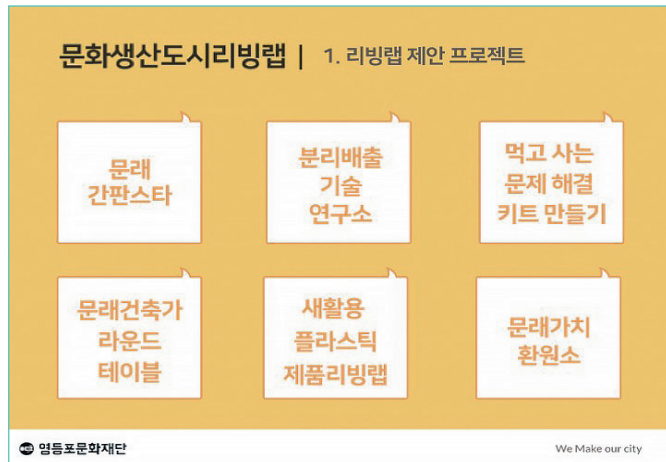 문화생산도시리빙랩 | 1. 리빙랩 제안 프로젝트
문래
간판스타
분리배출
기술
연구소
먹고 사는
문제 해결
키트 만들기
문래건축가
라운드
테이블
새활용
플라스틱
제품리빙랩
문래가치
환원소
영등포문화재단
We Make our city